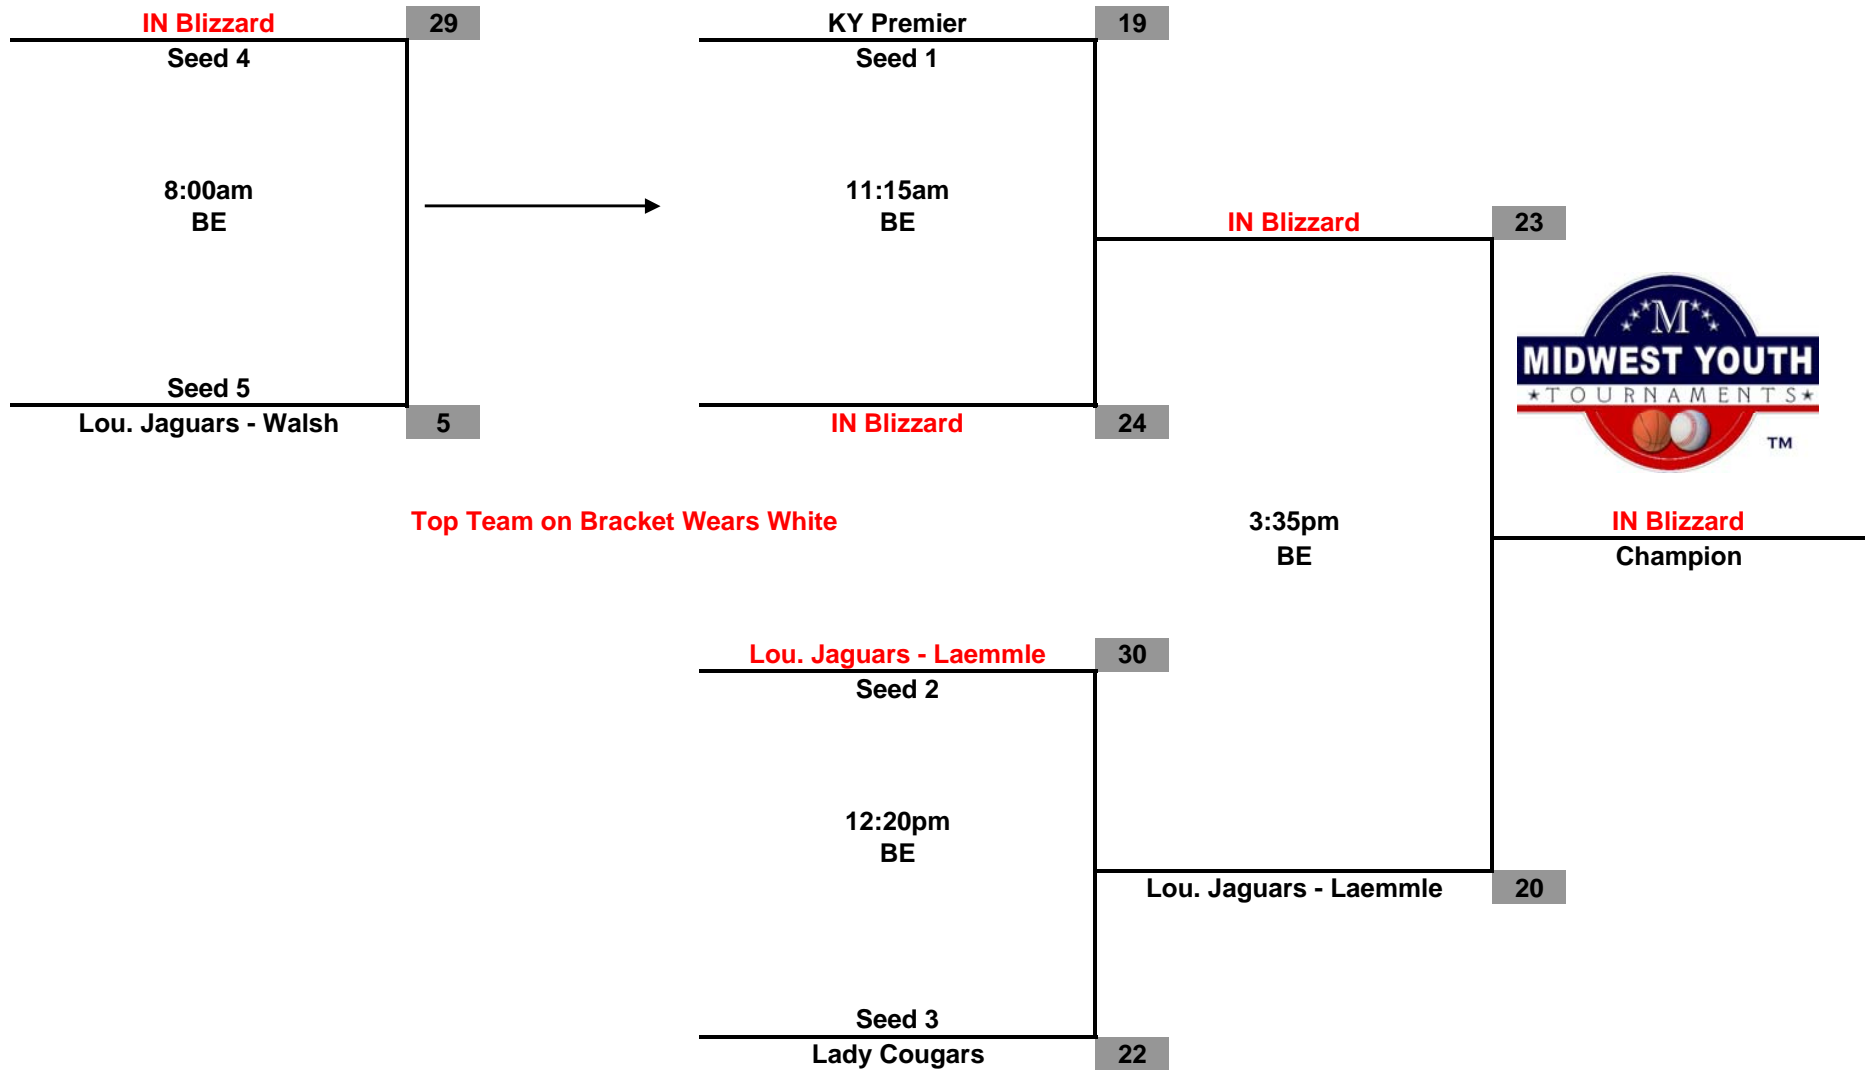 IN Blizzard 29
Seed 4
8:00am
BE
Seed 5
Lou. Jaguars - Walsh 5
KY Premier 19
Seed 1
11:15am
BE
IN Blizzard 24
Top Team on Bracket Wears White
Lou. Jaguars - Laemmle 30
Seed 2
12:20pm
BE
Seed 3
Lady Cougars 22
IN Blizzard 23
3:35pm
BE
Lou. Jaguars - Laemmle 20
M
MIDWEST YOUTH
TOURNAMENTS
TM
IN Blizzard
Champion